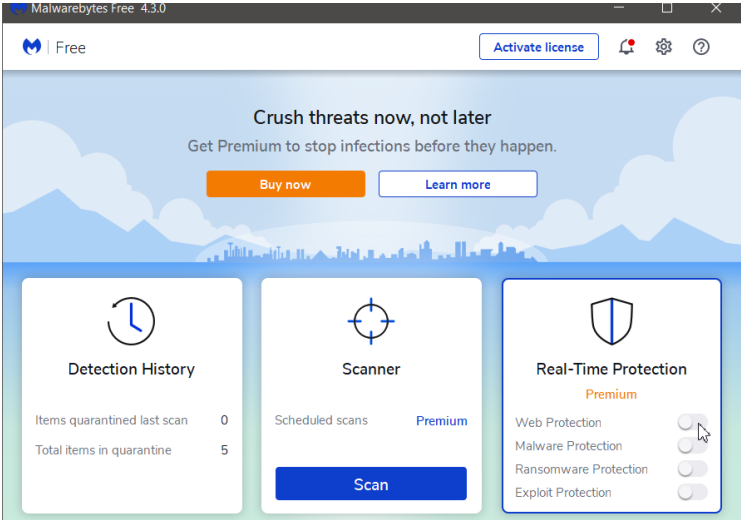 Malwarebytes Free 4.3.0
Free
Activate license
Crush threats now, not later
Get Premium to stop infections before they happen.
Buy now
Learn more
Detection History
Items quarantined last scan 0
Total items in quarantine 5
Scanner
Scheduled scans Premium
Scan
Real-Time Protection
Premium
Web Protection
Malware Protection
Ransomware Protection
Exploit Protection